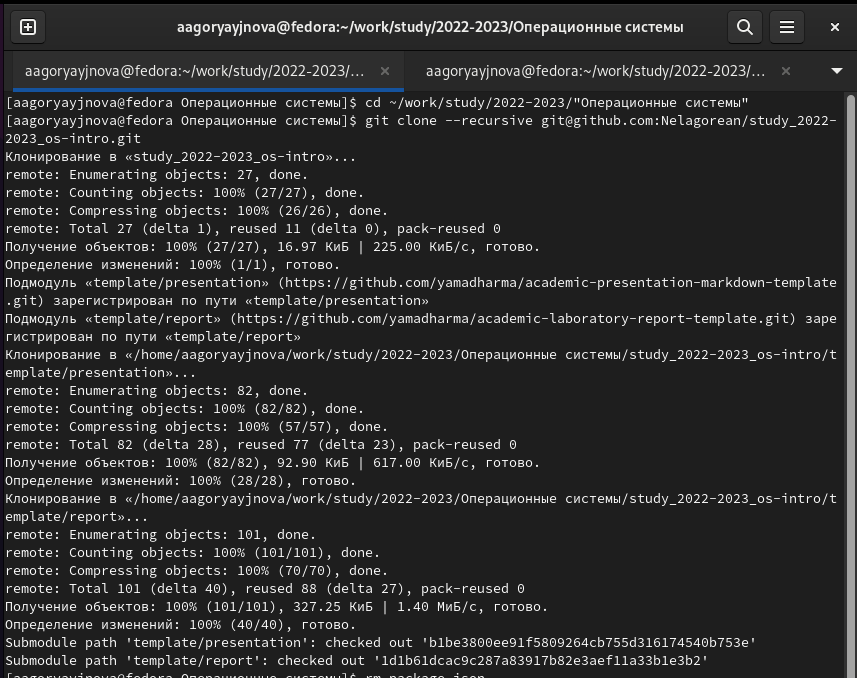 aagoryayjnova@fedora:~/work/study/2022-2023/Операционные системы
aagoryayjnova@fedora:~/work/study/2022-2023/...
aagoryayjnova@fedora:~/work/study/2022-2023/...
[aagoryayjnova@fedora Операционные системы]$ cd ~/work/study/2022-2023/"Операционные системы"
[aagoryayjnova@fedora Операционные системы]$ git clone --recursive git@github.com:Nelagorean/study_2022-
2023_os-intro.git
Клонирование в «study_2022-2023_os-intro»...
remote: Enumerating objects: 27, done.
remote: Counting objects: 100% (27/27), done.
remote: Compressing objects: 100% (26/26), done.
remote: Total 27 (delta 1), reused 11 (delta 0), pack-reused 0
Получение объектов: 100% (27/27), 16.97 КиБ | 225.00 КиБ/с, готово.
Определение изменений: 100% (1/1), готово.
Подмодуль «template/presentation» (https://github.com/yamadharma/academic-presentation-markdown-template
.git) зарегистрирован по пути «template/presentation»
Подмодуль «template/report» (https://github.com/yamadharma/academic-laboratory-report-template.git) заре
гистрирован по пути «template/report»
Клонирование в «/home/aagoryayjnova/work/study/2022-2023/Операционные системы/study_2022-2023_os-intro/t
emplate/presentation»...
remote: Enumerating objects: 82, done.
remote: Counting objects: 100% (82/82), done.
remote: Compressing objects: 100% (57/57), done.
remote: Total 82 (delta 28), reused 77 (delta 23), pack-reused 0
Получение объектов: 100% (82/82), 92.90 КиБ | 617.00 КиБ/с, готово.
Определение изменений: 100% (28/28), готово.
Клонирование в «/home/aagoryayjnova/work/study/2022-2023/Операционные системы/study_2022-2023_os-intro/t
emplate/report»...
remote: Enumerating objects: 101, done.
remote: Counting objects: 100% (101/101), done.
remote: Compressing objects: 100% (70/70), done.
remote: Total 101 (delta 40), reused 88 (delta 27), pack-reused 0
Получение объектов: 100% (101/101), 327.25 КиБ | 1.40 МиБ/с, готово.
Определение изменений: 100% (40/40), готово.
Submodule path 'template/presentation': checked out 'b1be3800ee91f5809264cb755d316174540b753e'
Submodule path 'template/report': checked out '1d1b61dcac9c287a83917b82e3aef11a33b1e3b2'
[aagoryayjnova@fedora Операционные системы]$ rm package.json